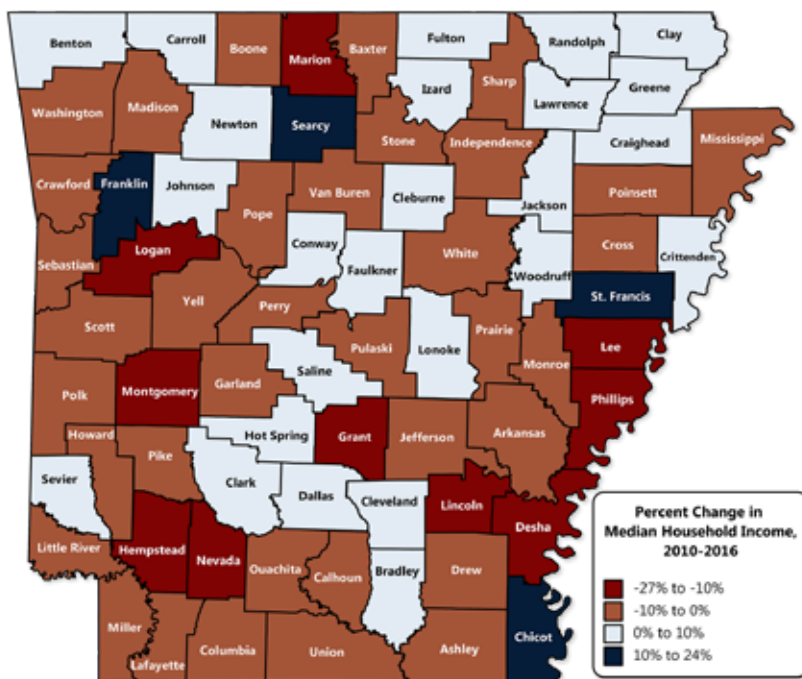 Benton
Carroll
Boone
Marion
Baxter
Fulton
Randolph
Clay
Washington
Madison
Newton
Searcy
Izard
Sharp
Lawrence
Greene
Stone
Independence
Craighead
Mississippi
Crawford
Franklin
Johnson
Pope
Van Buren
Cleburne
Jackson
Poinsett
Logan
Sebastian
Conway
Faulkner
White
Woodruff
Cross
Crittenden
Yell
Perry
St. Francis
Scott
Pulaski
Lonoke
Prairie
Monroe
Lee
Polk
Montgomery
Garland
Saline
Phillips
Howard
Pike
Hot Spring
Grant
Jefferson
Arkansas
Sevier
Clark
Dallas
Cleveland
Lincoln
Desha
Little River
Hempstead
Nevada
Ouachita
Calhoun
Bradley
Drew
Chicot
Miller
Lafayette
Columbia
Union
Ashley
Percent Change in
Median Household Income,
2010-2016
-27% to -10%
-10% to 0%
0% to 10%
10% to 24%